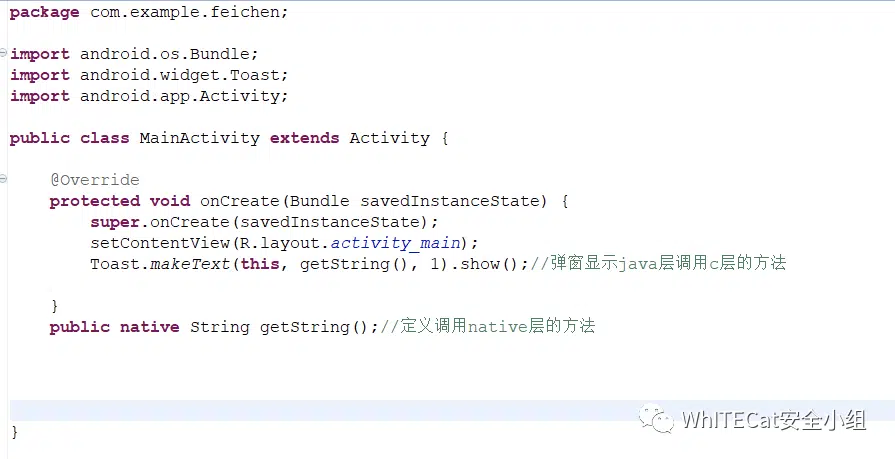 package com.example.feichen;
import android.os.Bundle;
import android.widget.Toast;
import android.app.Activity;
public class MainActivity extends Activity {
@Override
protected void onCreate(Bundle savedInstanceState) {
super.onCreate(savedInstanceState);
setContentView(R.layout.activity_main);
Toast.makeText(this, getString(), 1).show();//弹窗显示java层调用c层的方法
}
public native String getString();//定义调用native层的方法
WhITECat安全小组
}